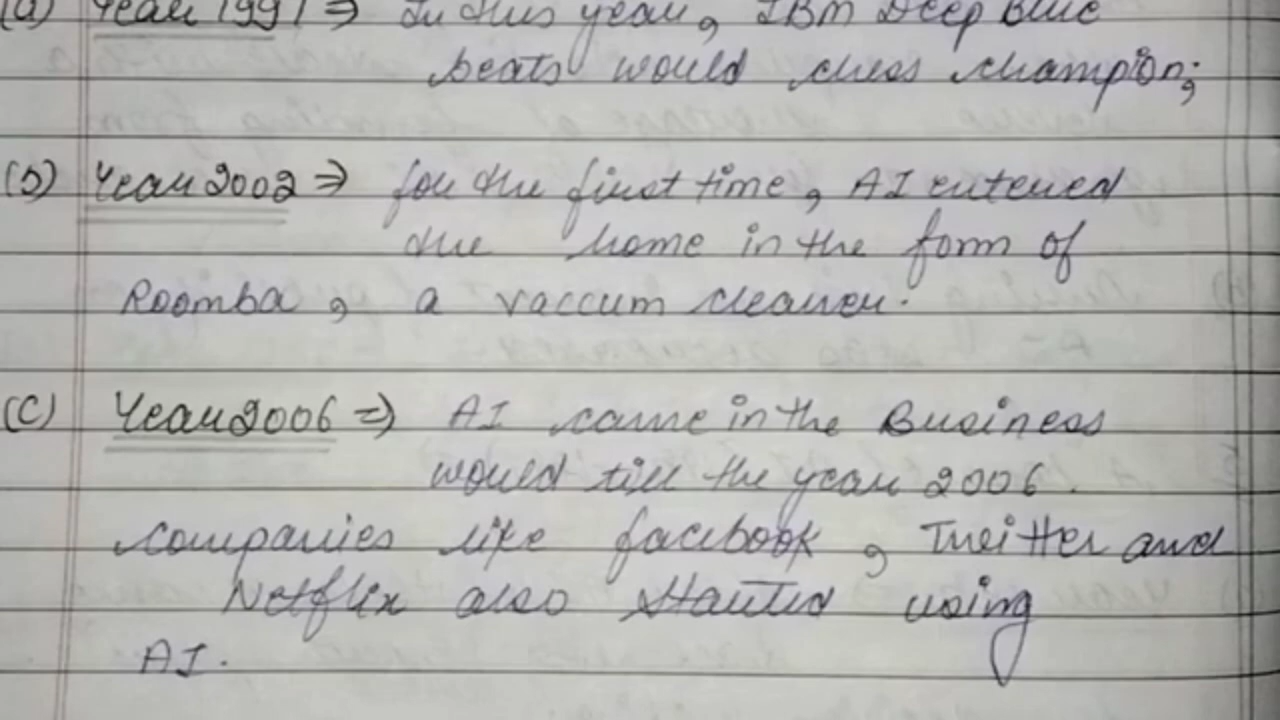 (a) Year 1997 ⇒ In this year, IBM Deep Blue
beats world chess champion;
(b) Year 2002 ⇒ for the first time, AI entered
the home in the form of
Roomba, a vaccum cleaner.
(C) Year 2006 ⇒ AI came in the Business
world till the year 2006.
companies like facebook, Tweitter and
Netflix also started using
AI.